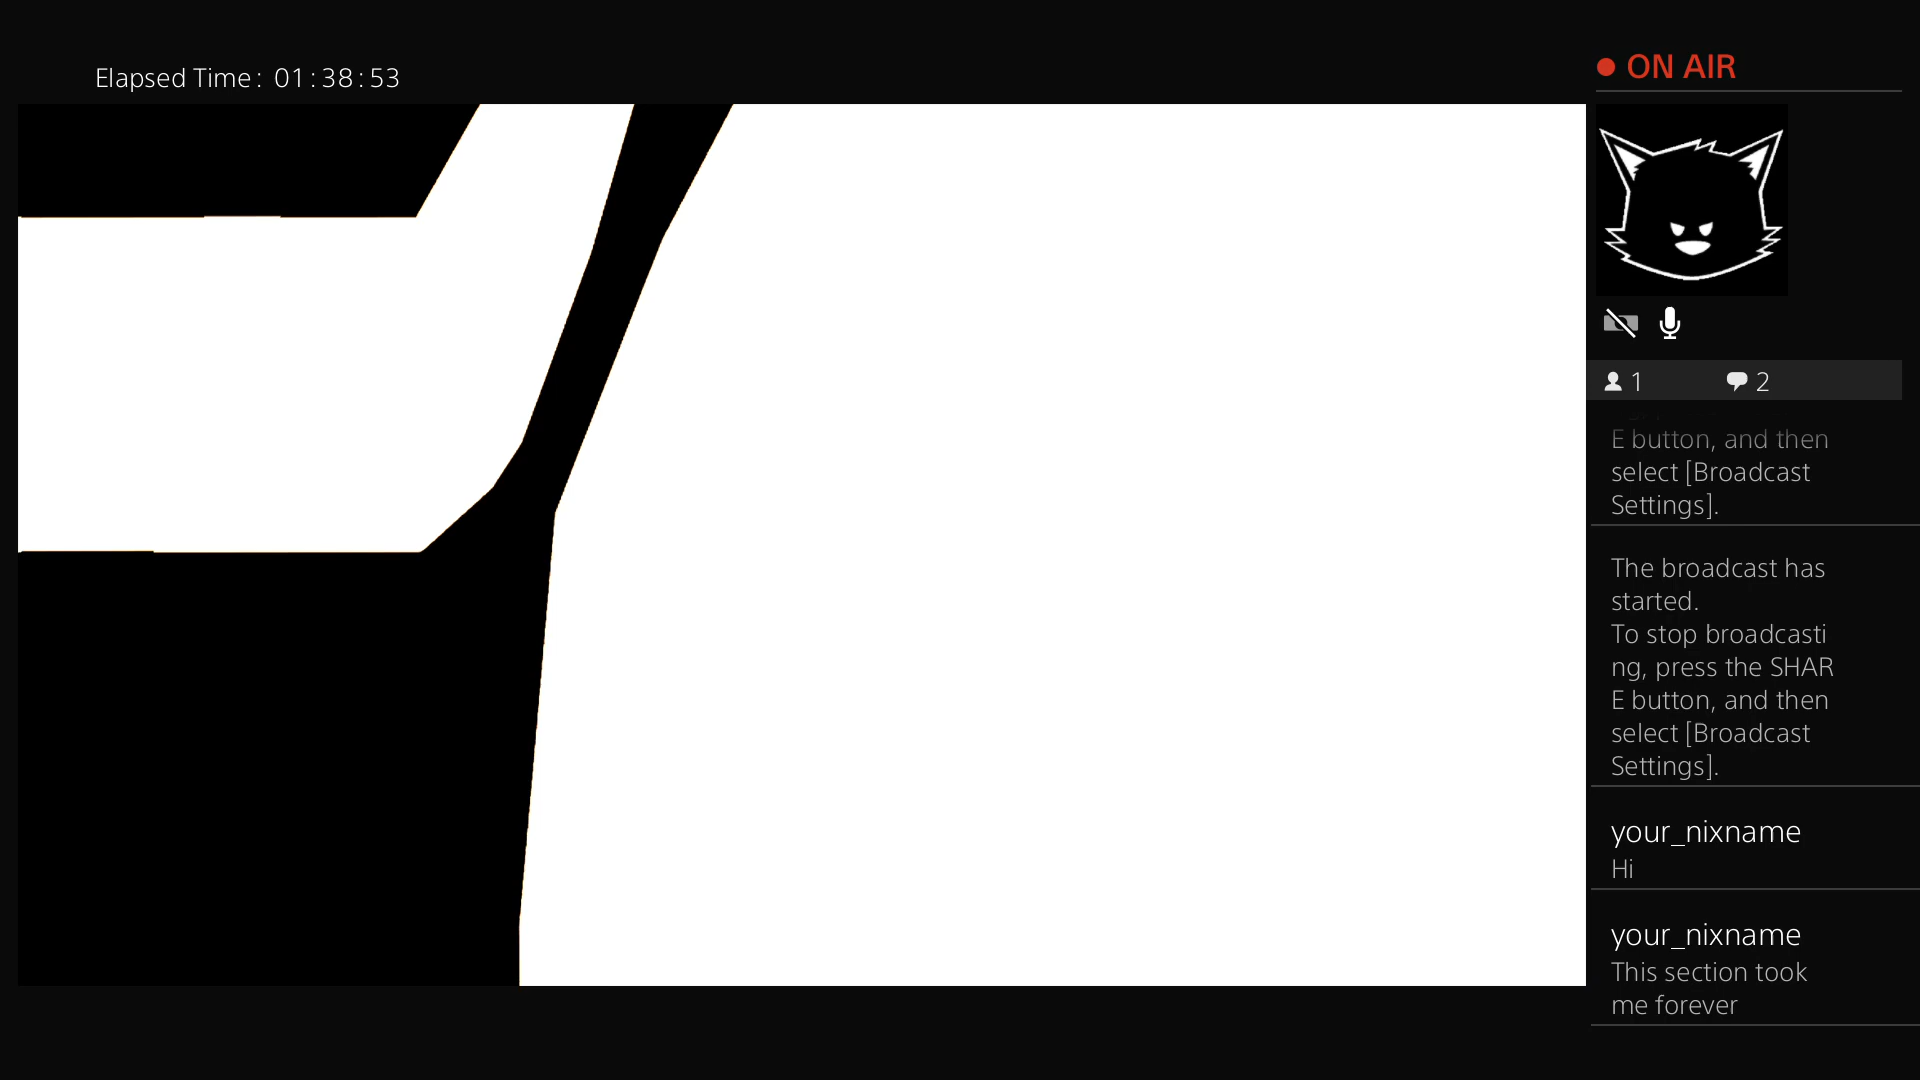 Elapsed Time: 01:38:53
ON AIR
1 2
E button, and then
select [Broadcast
Settings].
The broadcast has
started.
To stop broadcasti
ng, press the SHAR
E button, and then
select [Broadcast
Settings].
your_nixname
Hi
your_nixname
This section took
me forever